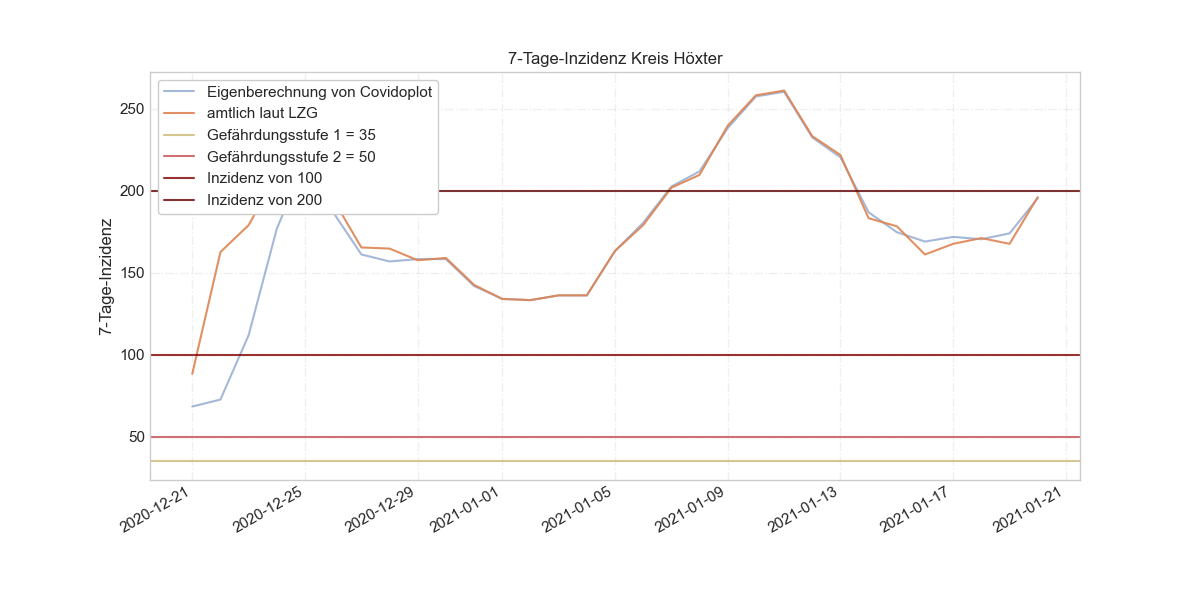 7-Tage-Inzidenz Kreis Höxter
Eigenberechnung von Covidoplot
amtlich laut LZG
Gefährdungsstufe 1 = 35
Gefährdungsstufe 2 = 50
Inzidenz von 100
Inzidenz von 200
7-Tage-Inzidenz
250
200
150
100
50
2020-12-21
2020-12-25
2020-12-29
2021-01-01
2021-01-05
2021-01-09
2021-01-13
2021-01-17
2021-01-21